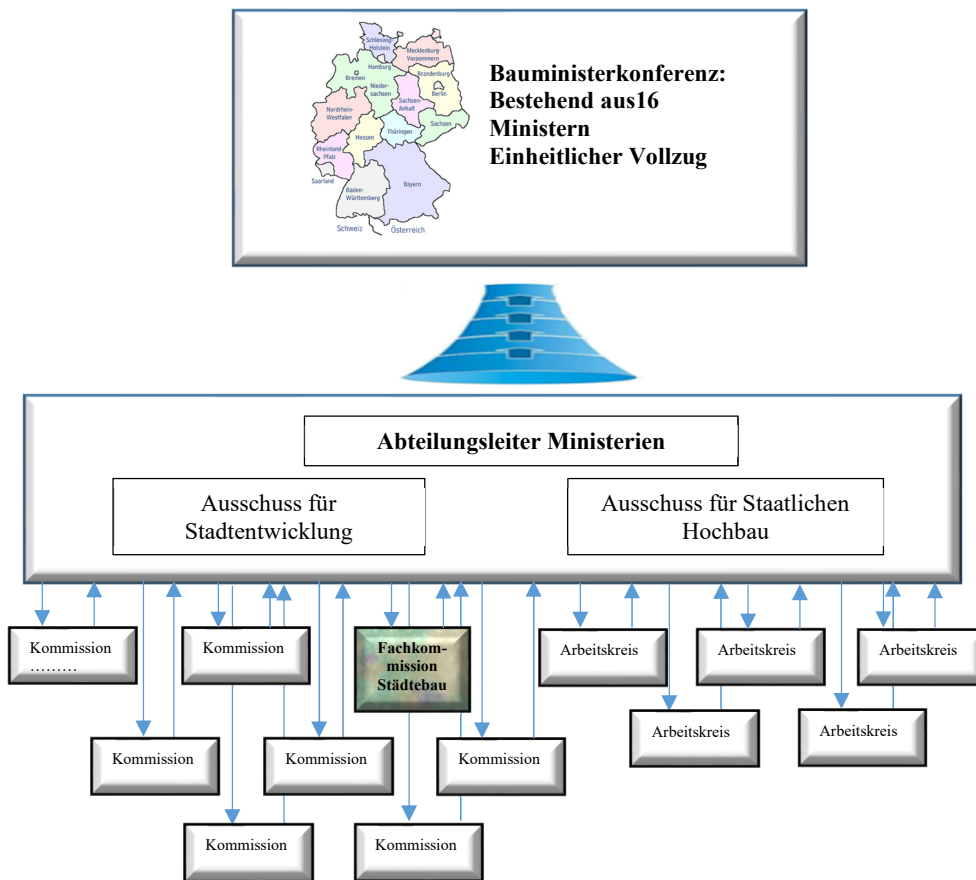 Schleswig-
Holstein
Mecklenburg-
Vorpommern
Hamburg
Bremen
Nieder-
sachsen
Brandenburg
Berlin
Sachsen-
Anhalt
Nordrhein-
Westfalen
Sachsen
Thüringen
Hessen
Rheinland-
Pfalz
Saarland
Baden-
Württemberg
Bayern
Schweiz
Österreich
Bauministerkonferenz:
Bestehend aus16
Ministern
Einheitlicher Vollzug
Abteilungsleiter Ministerien
Ausschuss für
Stadtentwicklung
Ausschuss für Staatlichen
Hochbau
Kommission
.........
Kommission
Fachkom-
mission
Städtebau
Arbeitskreis
Arbeitskreis
Arbeitskreis
Kommission
Kommission
Kommission
Arbeitskreis
Arbeitskreis
Kommission
Kommission